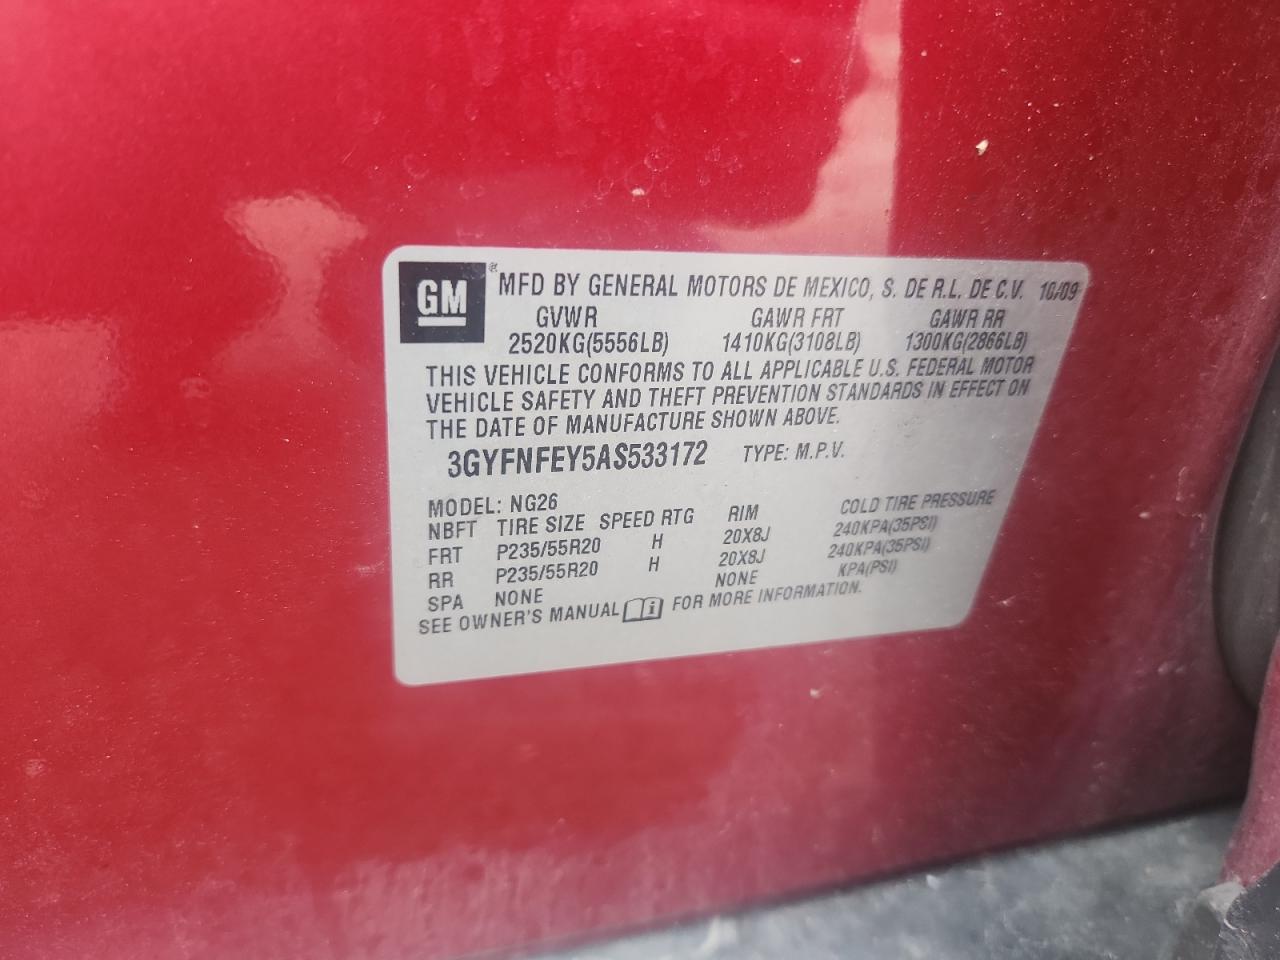 GM ® MFD BY GENERAL MOTORS DE MEXICO, S. DE R.L. DE C.V. 10/09
GVWR GAWR FRT GAWR RR
2520KG(5556LB) 1410KG(3108LB) 1300KG(2866LB)
THIS VEHICLE CONFORMS TO ALL APPLICABLE U.S. FEDERAL MOTOR
VEHICLE SAFETY AND THEFT PREVENTION STANDARDS IN EFFECT ON
THE DATE OF MANUFACTURE SHOWN ABOVE.
3GYFNFEY5AS533172 TYPE: M.P.V.
MODEL: NG26
NBFT TIRE SIZE SPEED RTG RIM COLD TIRE PRESSURE
FRT P235/55R20 H 20X8J 240KPA(35PSI)
RR P235/55R20 H 20X8J 240KPA(35PSI)
SPA NONE NONE KPA(PSI)
SEE OWNER'S MANUAL i FOR MORE INFORMATION.